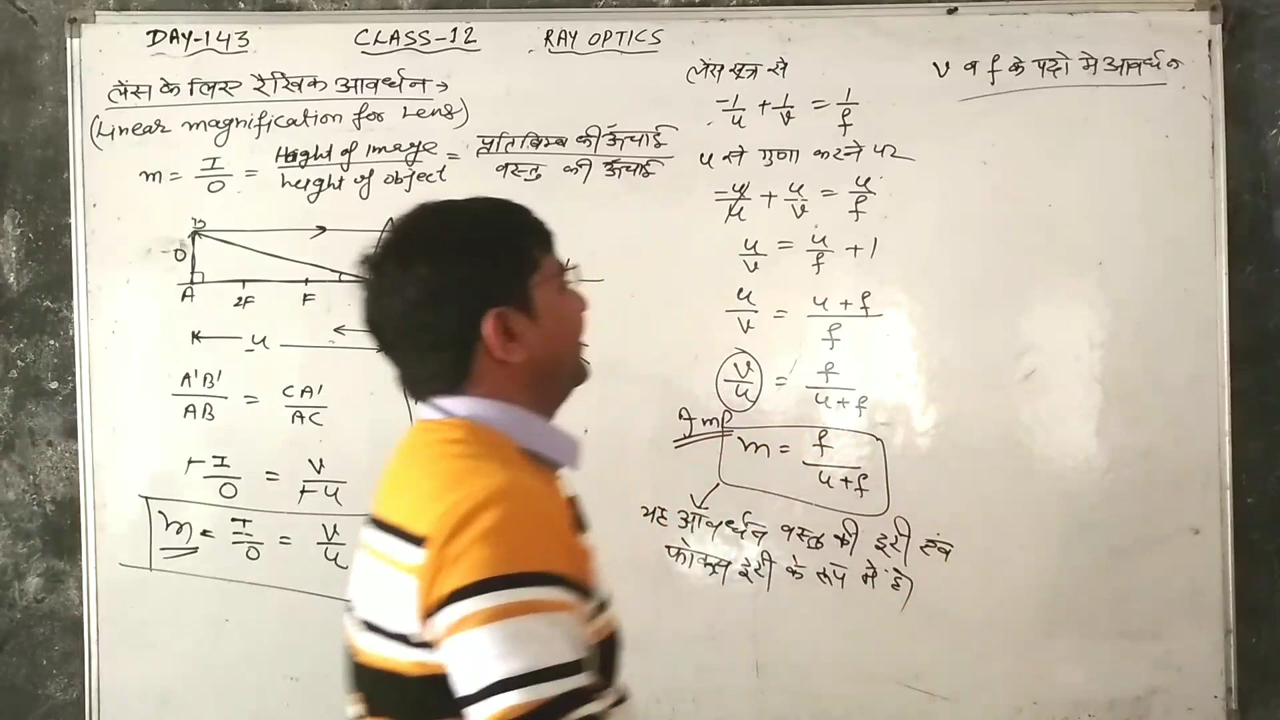 DAY-143 CLASS-12 RAY OPTICS
लेंस के लिए रैखिक आवर्धन →
(Linear magnification for Lens)
m = I/O = Height of Image/height of object = प्रतिबिम्ब की ऊँचाई/वस्तु की ऊँचाई
B
-O
A 2F F
u
A'B'/AB = CA'/AC
-I/O = v/-u
m = I/O = v/u
लेंस सूत्र से
-1/u + 1/v = 1/f
u से गुणा करने पर
-u/u + u/v = u/f
u/v = u/f + 1
u/v = u+f/f
v/u = f/u+f
Imp
m = f/u+f
यह आवर्धन वस्तु की दूरी एवं
फोकस दूरी के रूप में है)
v व f के पदो मे आवर्धन